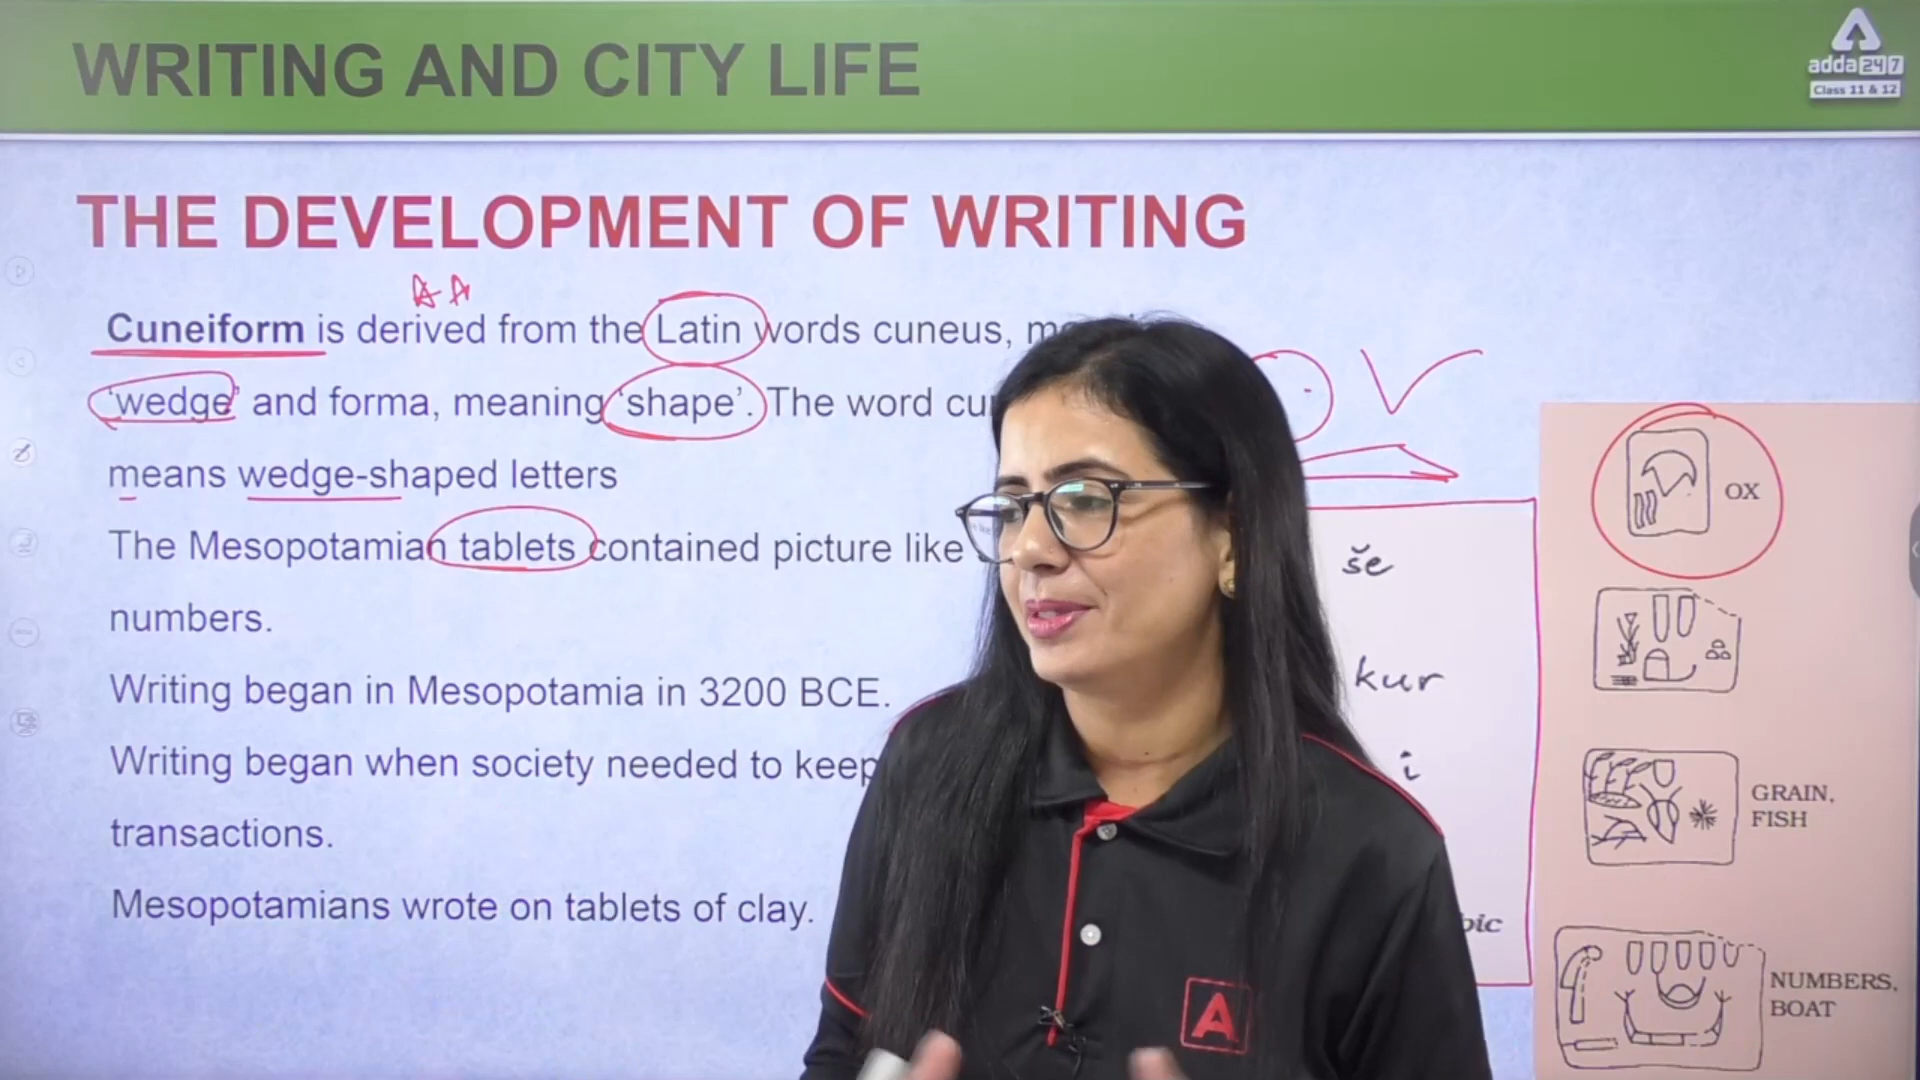 WRITING AND CITY LIFE
adda247
Class 11 & 12
THE DEVELOPMENT OF WRITING
Cuneiform is derived from the Latin words cuneus,
'wedge' and forma, meaning 'shape'. The word
means wedge-shaped letters
The Mesopotamian tablets contained picture like
numbers.
Writing began in Mesopotamia in 3200 BCE.
Writing began when society needed to keep
transactions.
Mesopotamians wrote on tablets of clay.
še
kur
i
OX
GRAIN,
FISH
NUMBERS,
BOAT
A